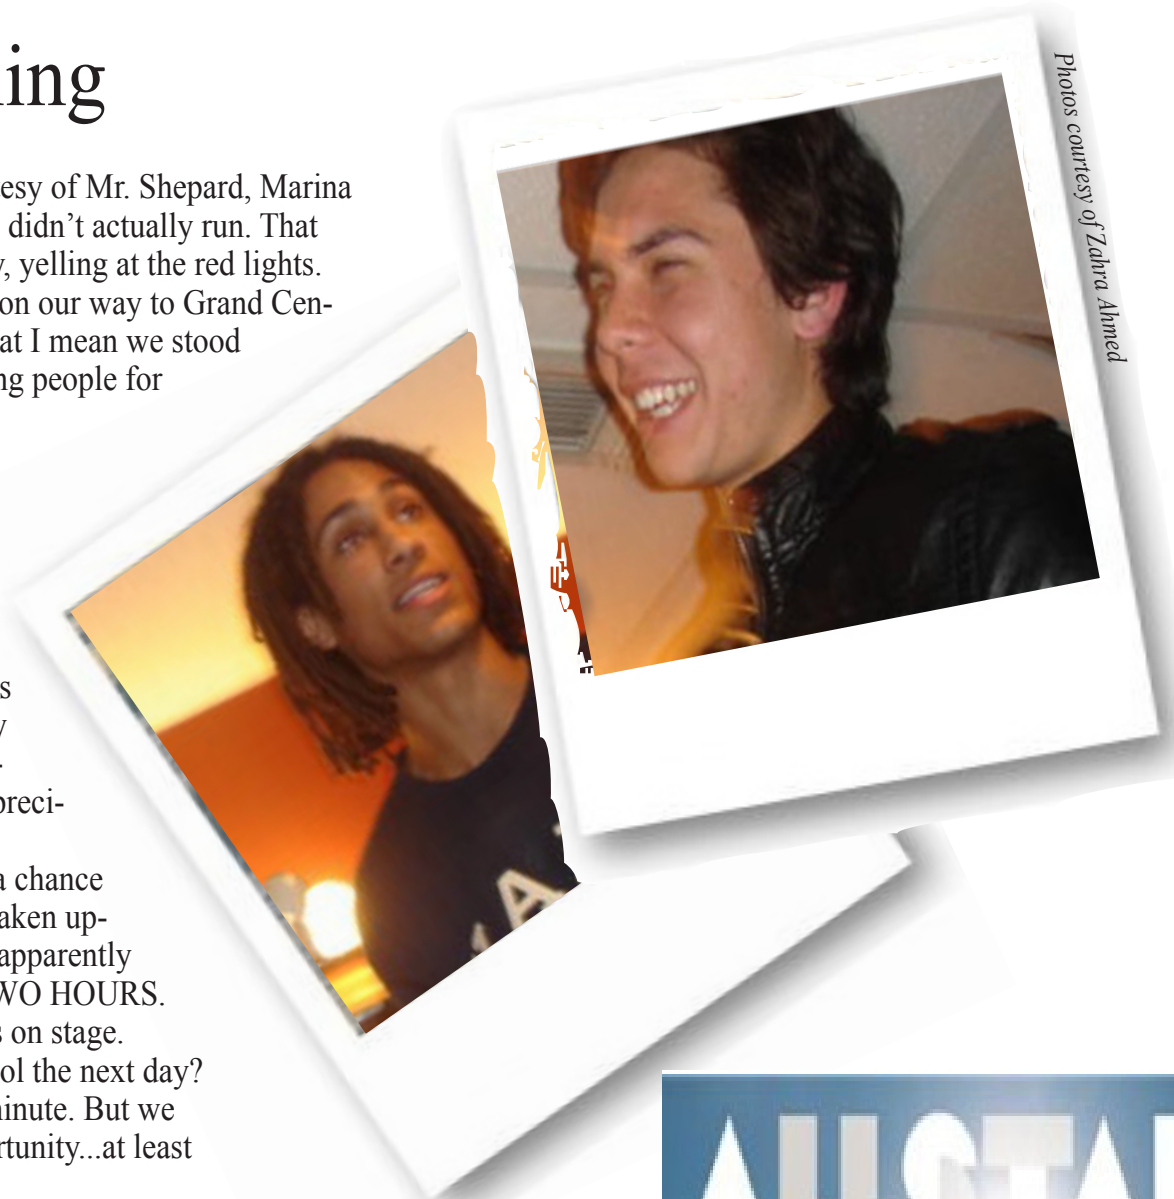 ing
esy of Mr. Shepard, Marina
didn’t actually run. That
, yelling at the red lights.
on our way to Grand Cen-
at I mean we stood
ng people for
s
y
preci-
a chance
aken up-
apparently
WO HOURS.
s on stage.
ol the next day?
minute. But we
rtunity...at least
Photos courtesy of Zahra Ahmed
A